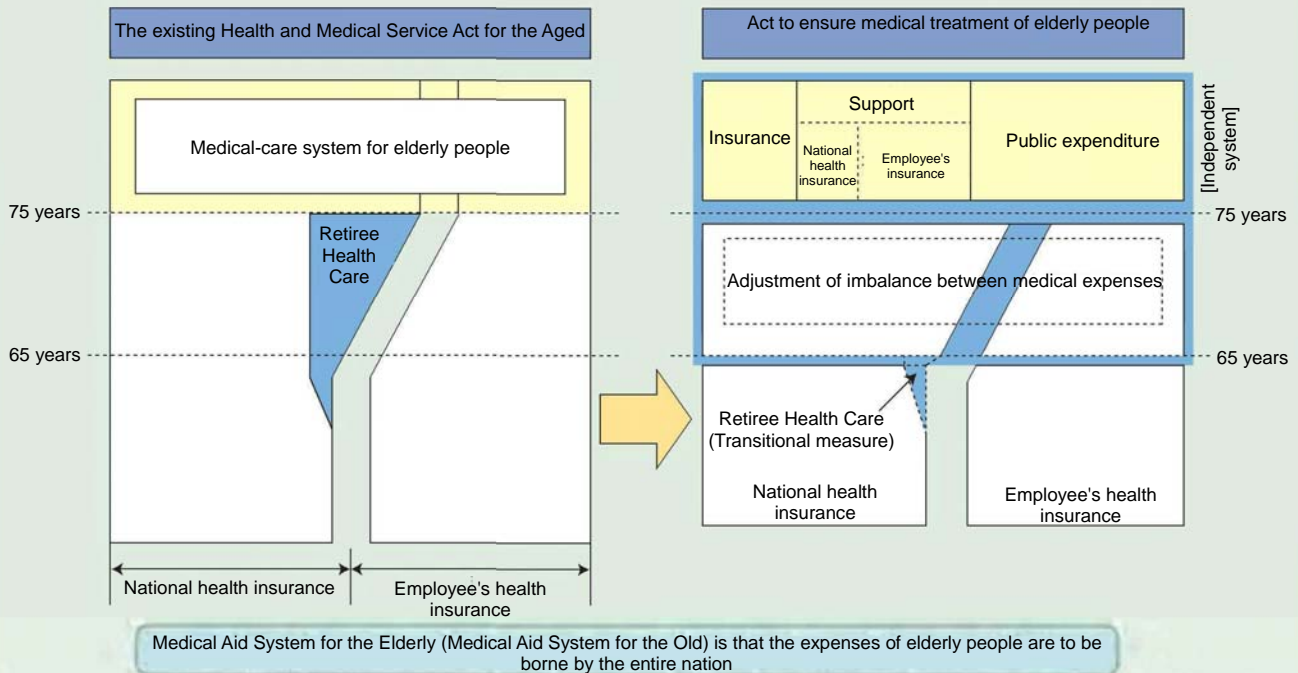 The existing Health and Medical Service Act for the Aged
Medical-care system for elderly people
75 years
Retiree
Health
Care
65 years
National health insurance
Employee's health
insurance
Act to ensure medical treatment of elderly people
Insurance
Support
National
health
insurance
Employee's
insurance
Public expenditure
[Independent
system]
75 years
Adjustment of imbalance between medical expenses
65 years
Retiree Health Care
(Transitional measure)
National health
insurance
Employee's health
insurance
Medical Aid System for the Elderly (Medical Aid System for the Old) is that the expenses of elderly people are to be
borne by the entire nation